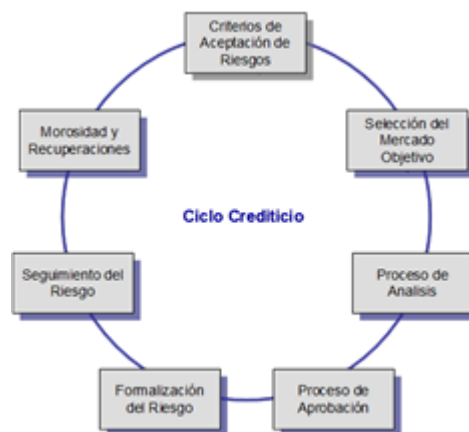 Criterios de
Aceptación de
Riesgos
Selección del
Mercado
Objetivo
Proceso de
Analisis
Proceso de
Aprobación
Formalización
del Riesgo
Seguimiento del
Riesgo
Morosidad y
Recuperaciones
Ciclo Crediticio